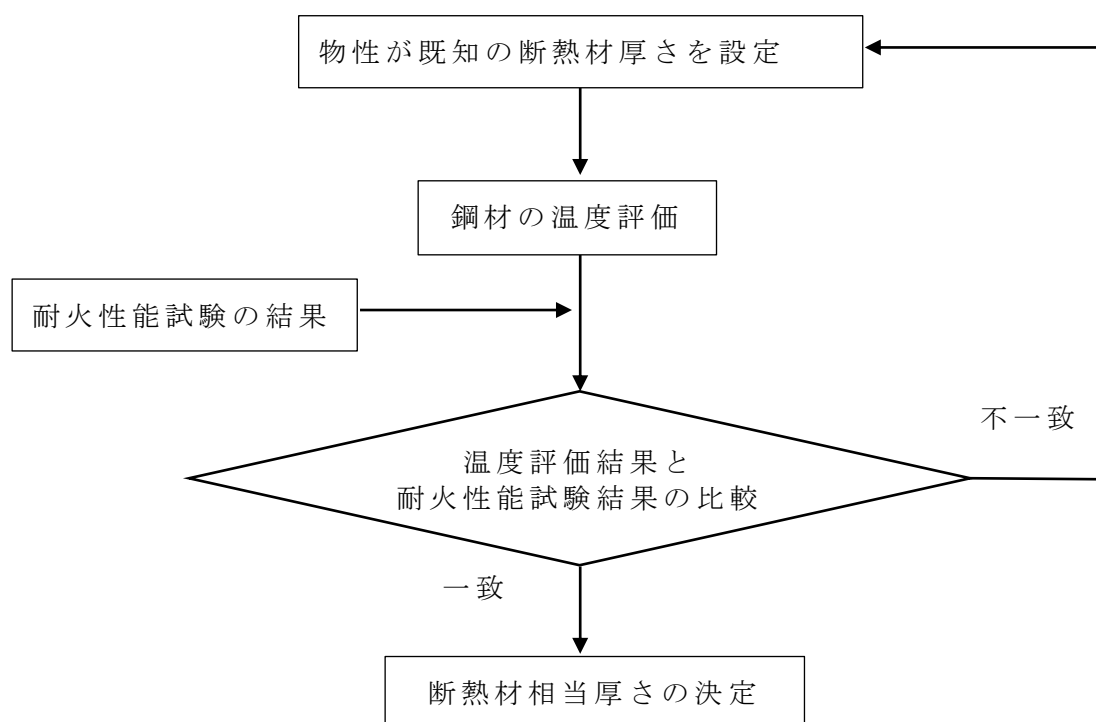 物性が既知の断熱材厚さを設定
鋼材の温度評価
耐火性能試験の結果
不一致
温度評価結果と
耐火性能試験結果の比較
一致
断熱材相当厚さの決定